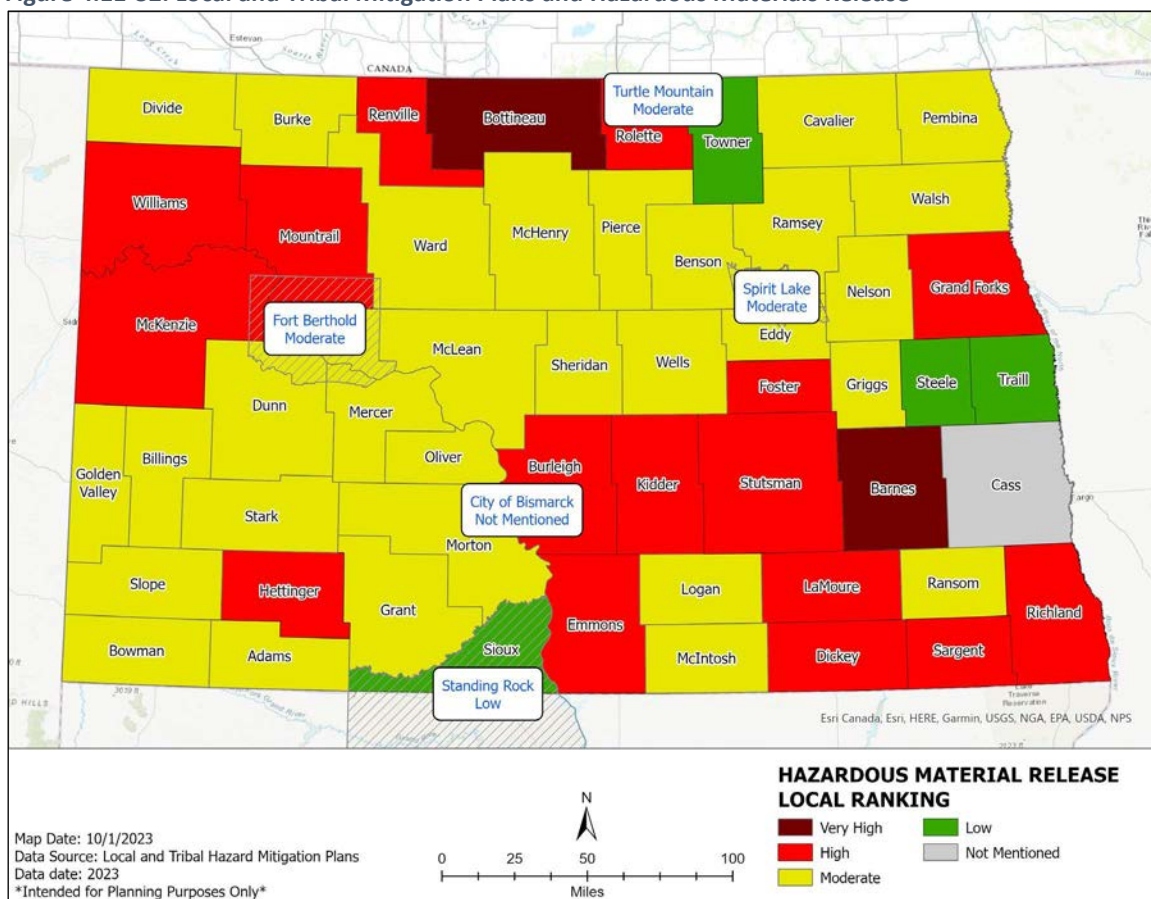 Figure 4.11-32. Local and Tribal Mitigation Plans and Hazardous Materials Release
Estevan
CANADA
Divide
Burke
Renville
Bottineau
Turtle Mountain
Moderate
Rolette
Towner
Cavalier
Pembina
Williams
Mountrail
Ward
McHenry
Pierce
Benson
Ramsey
Walsh
McKenzie
Fort Berthold
Moderate
Spirit Lake
Moderate
Nelson
Grand Forks
McLean
Sheridan
Wells
Eddy
Foster
Griggs
Steele
Traill
Dunn
Mercer
Golden
Valley
Billings
Oliver
Burleigh
Kidder
Stutsman
Barnes
Cass
Fargo
Stark
City of Bismarck
Not Mentioned
Morton
Slope
Hettinger
Grant
Emmons
Logan
LaMoure
Ransom
Richland
Bowman
Adams
Sioux
McIntosh
Dickey
Sargent
Standing Rock
Low
Lake
Traverse
Reservation
Esri Canada, Esri, HERE, Garmin, USGS, NGA, EPA, USDA, NPS
HAZARDOUS MATERIAL RELEASE
LOCAL RANKING
Very High
Low
High
Not Mentioned
Moderate
N
0 25 50 100
Miles
Map Date: 10/1/2023
Data Source: Local and Tribal Hazard Mitigation Plans
Data date: 2023
*Intended for Planning Purposes Only*